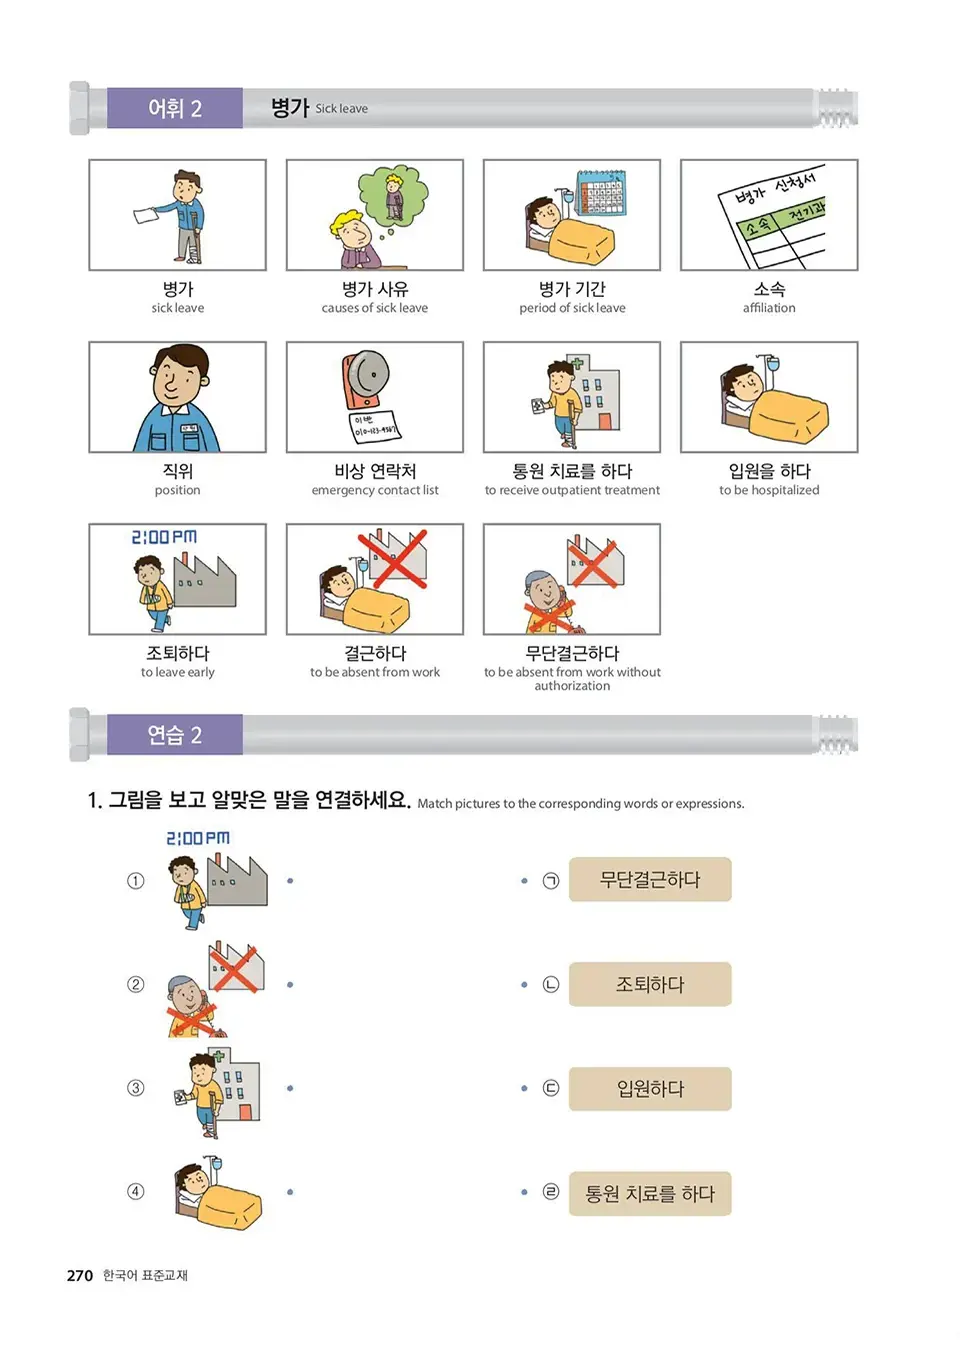 어휘 2
병가 Sick leave
병가 신청서
소속 전기과
병가
sick leave
병가 사유
causes of sick leave
병가 기간
period of sick leave
소속
affiliation
이반
010-123-4567
직위
position
비상 연락처
emergency contact list
통원 치료를 하다
to receive outpatient treatment
입원을 하다
to be hospitalized
2:00 PM
조퇴하다
to leave early
결근하다
to be absent from work
무단결근하다
to be absent from work without
authorization
연습 2
1. 그림을 보고 알맞은 말을 연결하세요. Match pictures to the corresponding words or expressions.
2:00 PM
① ㉠ 무단결근하다
② ㉡ 조퇴하다
③ ㉢ 입원하다
④ ㉣ 통원 치료를 하다
270 한국어 표준교재